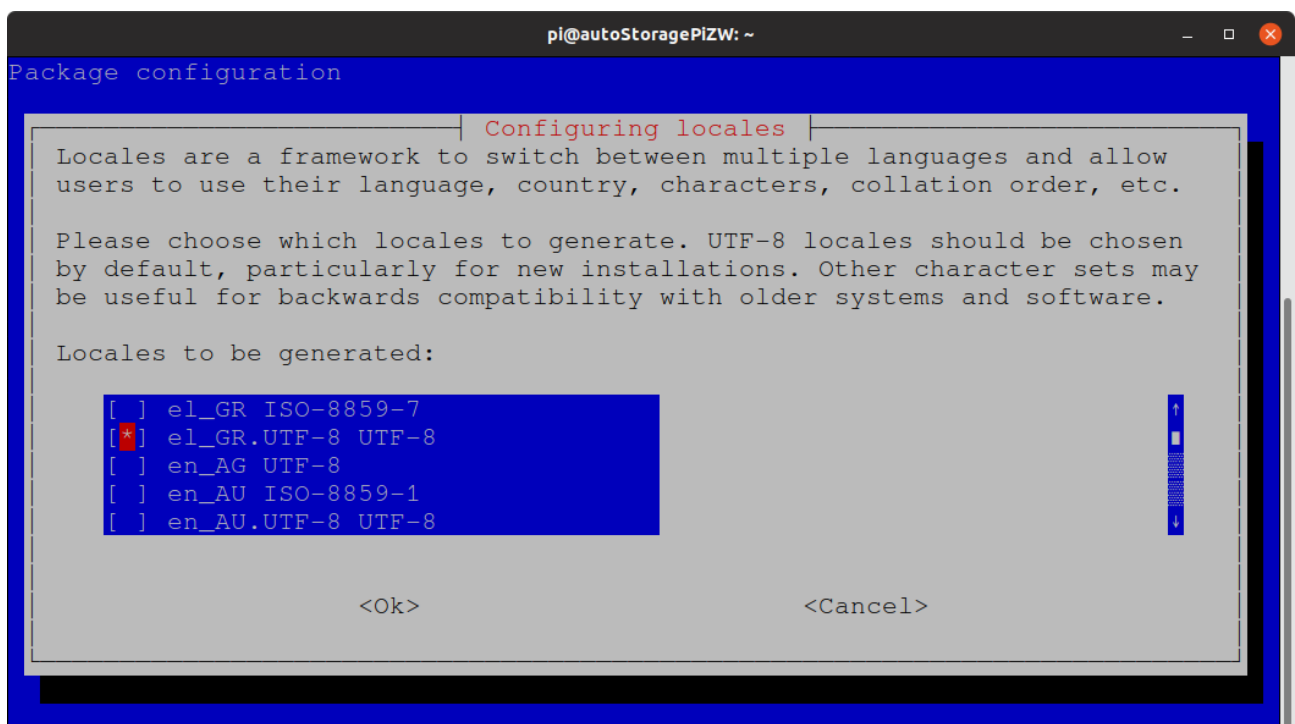 pi@autoStoragePiZW: ~
Package configuration
Configuring locales
Locales are a framework to switch between multiple languages and allow
users to use their language, country, characters, collation order, etc.
Please choose which locales to generate. UTF-8 locales should be chosen
by default, particularly for new installations. Other character sets may
be useful for backwards compatibility with older systems and software.
Locales to be generated:
[ ] el_GR ISO-8859-7
[*] el_GR.UTF-8 UTF-8
[ ] en_AG UTF-8
[ ] en_AU ISO-8859-1
[ ] en_AU.UTF-8 UTF-8
<Ok> <Cancel>